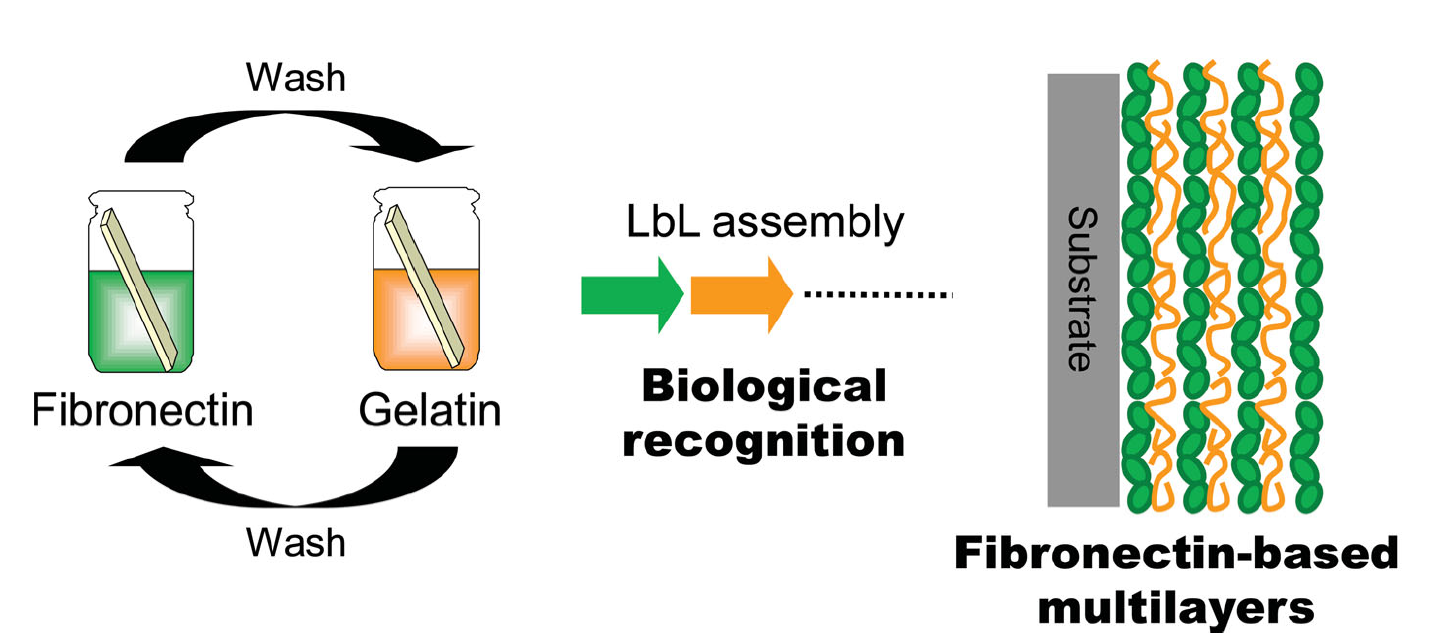 Wash
Fibronectin
Gelatin
Wash
LbL assembly
Biological
recognition
Substrate
Fibronectin-based
multilayers